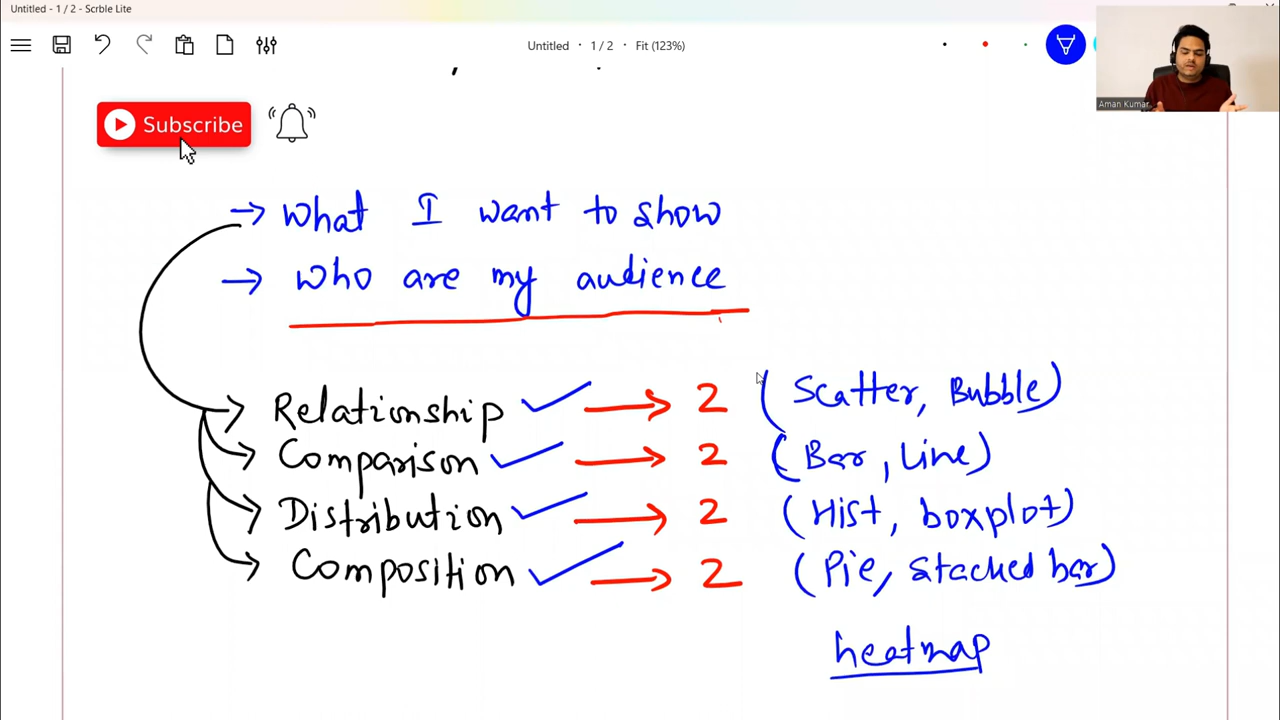 Untitled - 1 / 2 - Scrble Lite
Untitled · 1 / 2 · Fit (123%)
Aman Kumar
Subscribe
→ What I want to show
→ Who are my audience
→ Relationship ✓ → 2 (Scatter, Bubble)
→ Comparison ✓ → 2 (Bar, Line)
→ Distribution ✓ → 2 (Hist, boxplot)
→ Composition ✓ → 2 (Pie, stacked bar)
heatmap